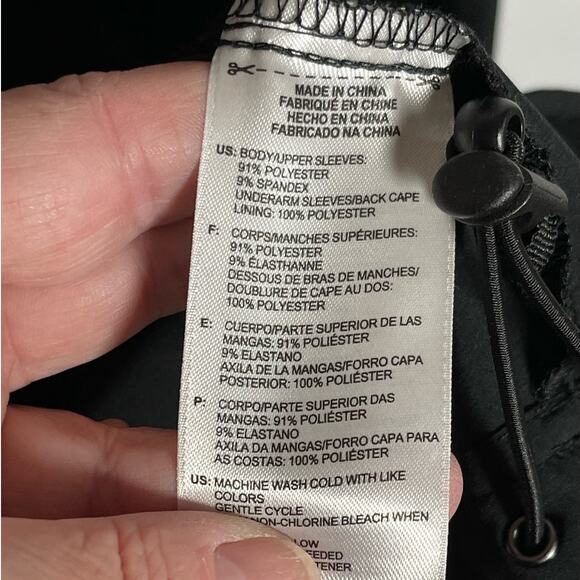 MADE IN CHINA
FABRIQUÉ EN CHINE
HECHO EN CHINA
FABRICADO NA CHINA
US: BODY/UPPER SLEEVES:
91% POLYESTER
9% SPANDEX
UNDERARM SLEEVES/BACK CAPE
LINING: 100% POLYESTER
F: CORPS/MANCHES SUPÉRIEURES:
91% POLYESTER
9% ÉLASTHANNE
DESSOUS DE BRAS DE MANCHES/
DOUBLURE DE CAPE AU DOS:
100% POLYESTER
E: CUERPO/PARTE SUPERIOR DE LAS
MANGAS: 91% POLIÉSTER
9% ELASTANO
AXILA DE LA MANGAS/FORRO CAPA
POSTERIOR: 100% POLIÉSTER
P: CORPO/PARTE SUPERIOR DAS
MANGAS: 91% POLIÉSTER
9% ELASTANO
AXILA DA MANGAS/FORRO CAPA PARA
AS COSTAS: 100% POLIÉSTER
US: MACHINE WASH COLD WITH LIKE
COLORS
GENTLE CYCLE
NON-CHLORINE BLEACH WHEN
LOW